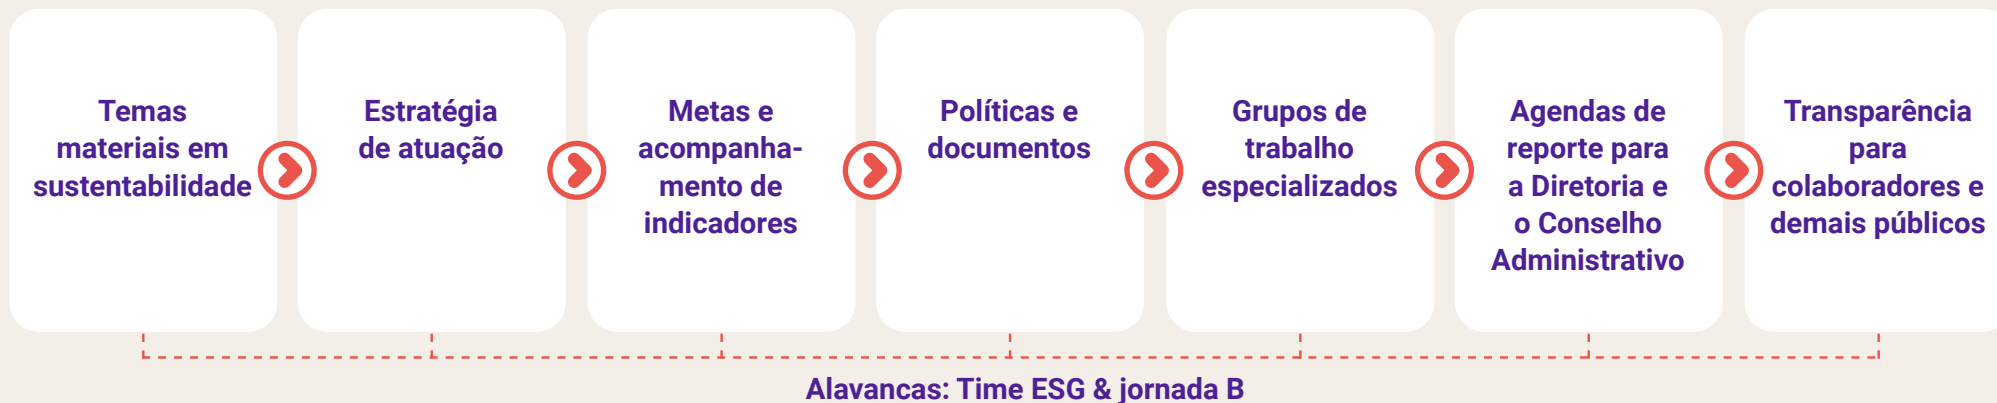 Temas
materiais em
sustentabilidade
Estratégia
de atuação
Metas e
acompanha-
mento de
indicadores
Políticas e
documentos
Grupos de
trabalho
especializados
Agendas de
reporte para
a Diretoria e
o Conselho
Administrativo
Transparência
para
colaboradores e
demais públicos
Alavancas: Time ESG & jornada B